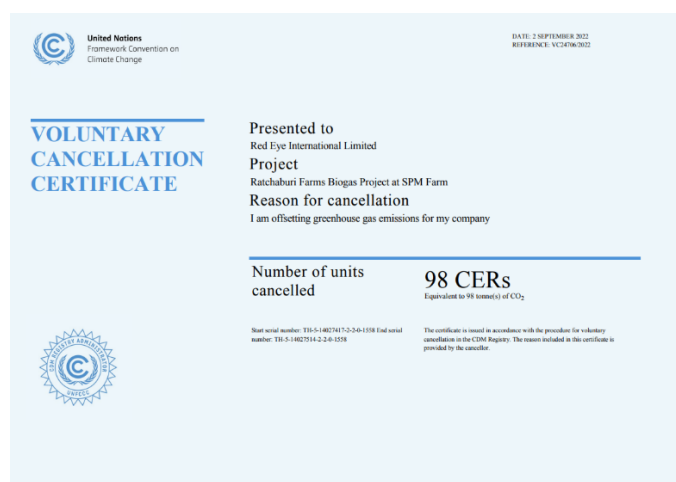 United Nations
Framework Convention on
Climate Change
DATE: 2 SEPTEMBER 2022
REFERENCE: VC24706/2022
VOLUNTARY
CANCELLATION
CERTIFICATE
Presented to
Red Eye International Limited
Project
Ratchaburi Farms Biogas Project at SPM Farm
Reason for cancellation
I am offsetting greenhouse gas emissions for my company
Number of units
cancelled
98 CERs
Equivalent to 98 tonne(s) of CO₂
Start serial number: TH-5-14027417-2-2-0-1558 End serial
number: TH-5-14027514-2-2-0-1558
The certificate is issued in accordance with the procedure for voluntary
cancellation in the CDM Registry. The reason included in this certificate is
provided by the canceller.
CDM REGISTRY ADMINISTRATOR
UNFCCC